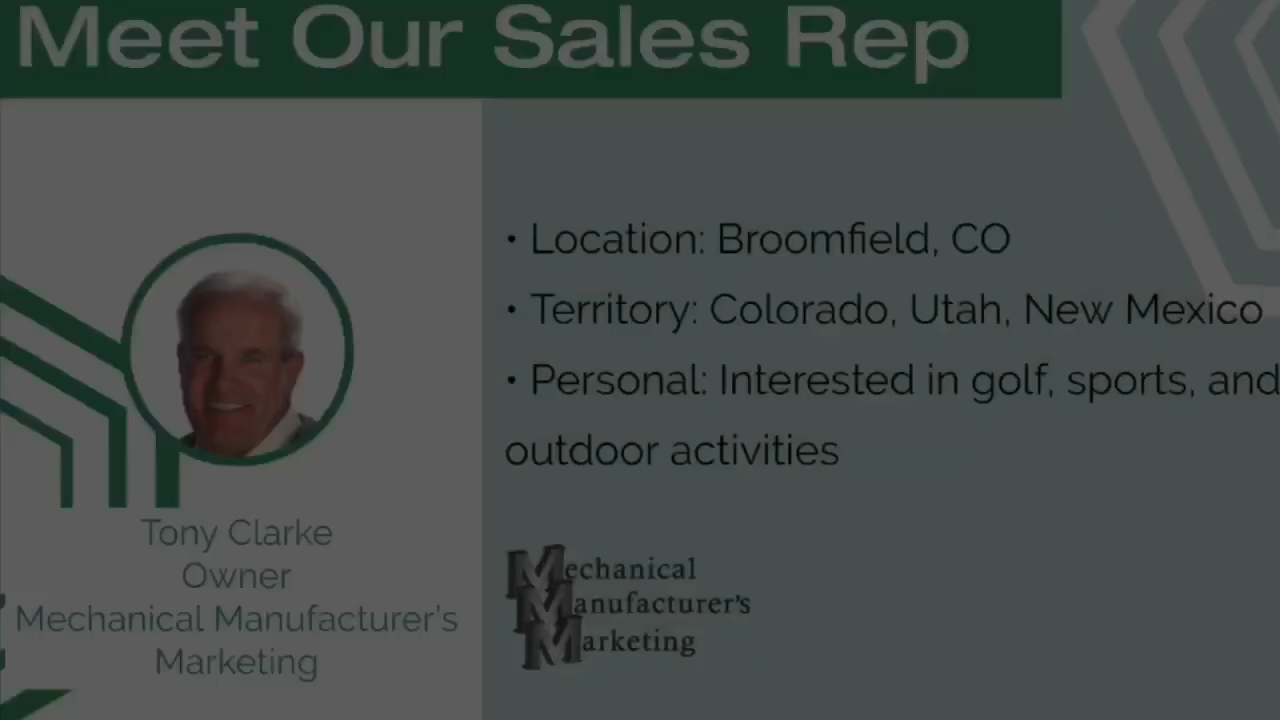 Meet Our Sales Rep
• Location: Broomfield, CO
• Territory: Colorado, Utah, New Mexico
• Personal: Interested in golf, sports, and
outdoor activities
Tony Clarke
Owner
Mechanical Manufacturer's
Marketing
Mechanical
Manufacturer's
Marketing